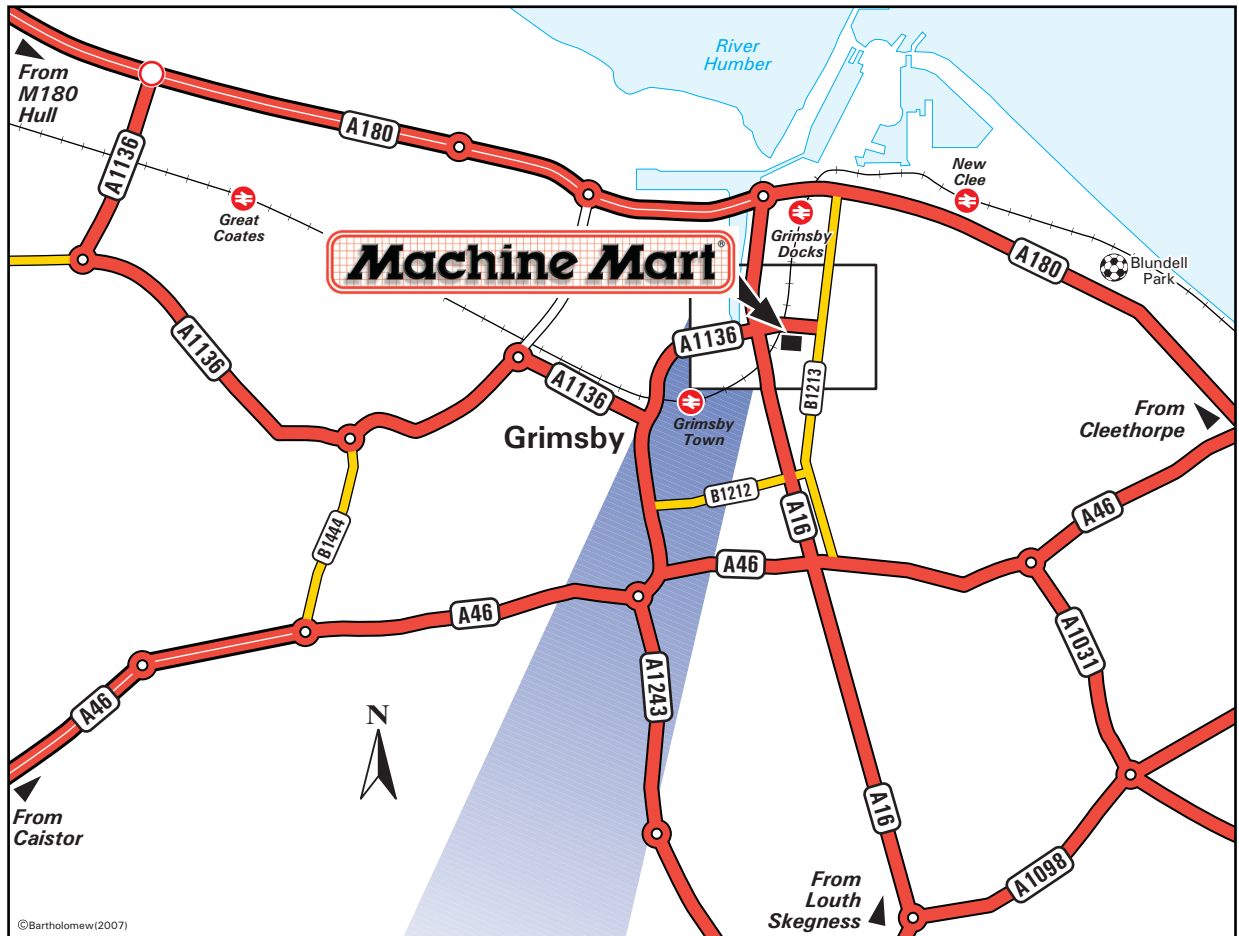 River
Humber
From
M180
Hull
A180
A1136
New
Clee
Great
Coates
Grimsby
Docks
Machine Mart®
A180
Blundell
Park
A1136
A1136
A1136
B1213
From
Cleethorpe
Grimsby
Grimsby
Town
B1212
A16
A46
B1444
A46
A46
A1031
A1243
A46
N
From
Caistor
A16
A1098
From
Louth
Skegness
©Bartholomew(2007)